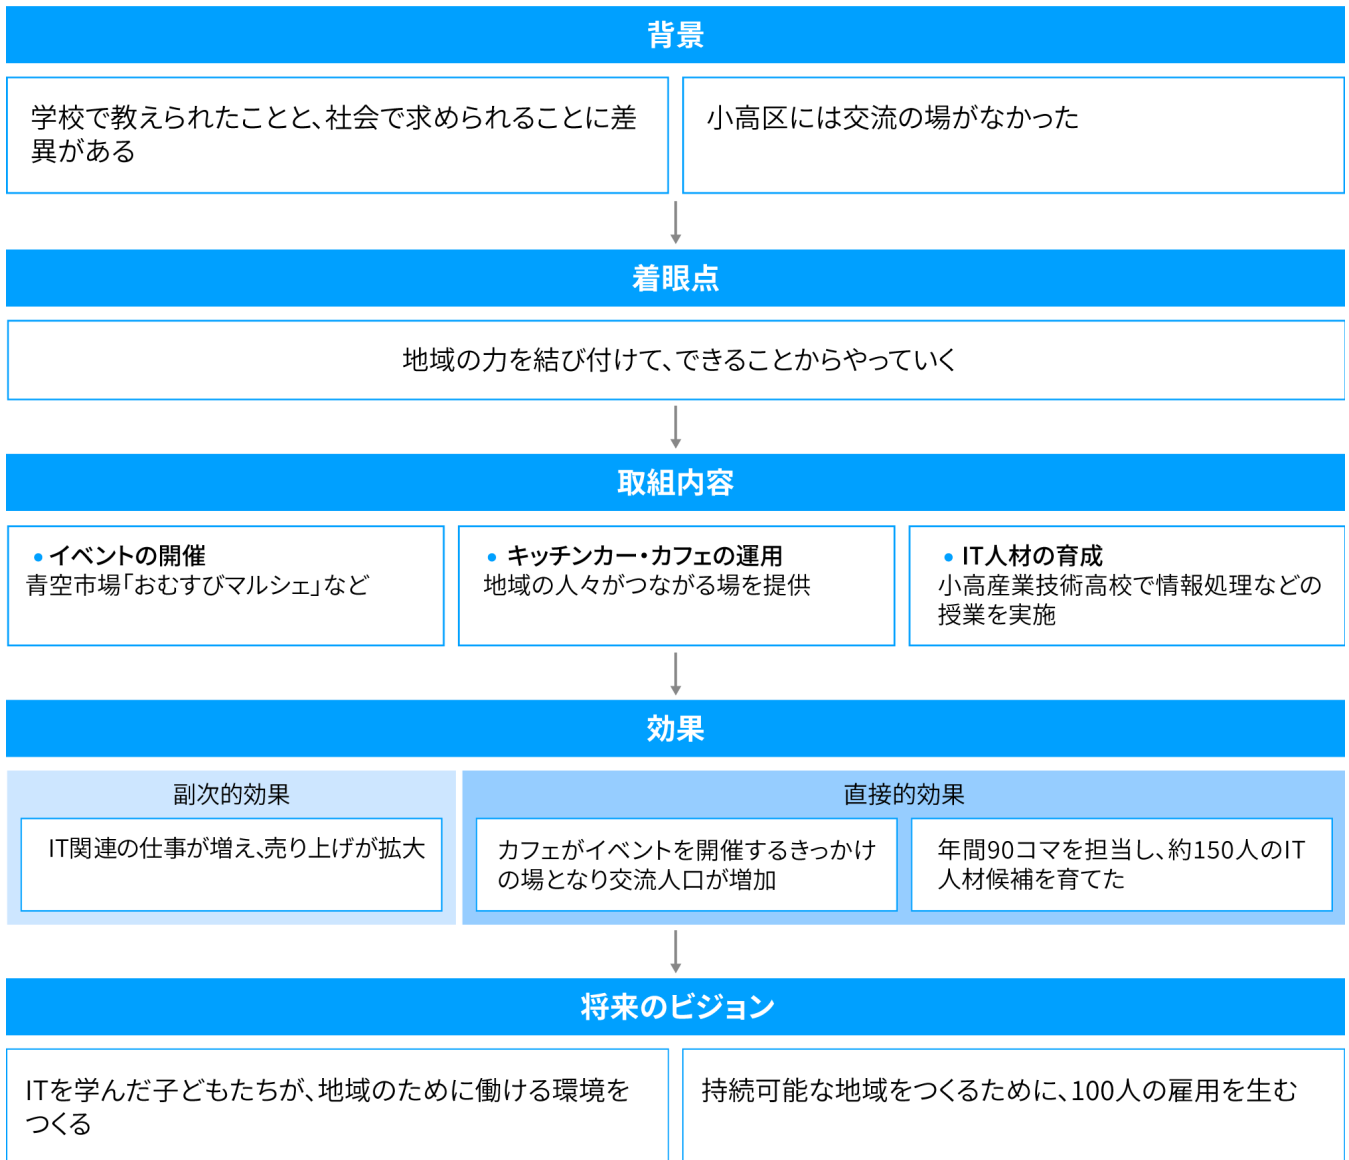 背景
学校で教えられたことと、社会で求められることに差
異がある
小高区には交流の場がなかった
着眼点
地域の力を結び付けて、できることからやっていく
取組内容
• イベントの開催
青空市場「おむすびマルシェ」など
• キッチンカー・カフェの運用
地域の人々がつながる場を提供
• IT人材の育成
小高産業技術高校で情報処理などの
授業を実施
効果
副次的効果
IT関連の仕事が増え、売り上げが拡大
直接的効果
カフェがイベントを開催するきっかけ
の場となり交流人口が増加
年間90コマを担当し、約150人のIT
人材候補を育てた
将来のビジョン
ITを学んだ子どもたちが、地域のために働ける環境を
つくる
持続可能な地域をつくるために、100人の雇用を生む